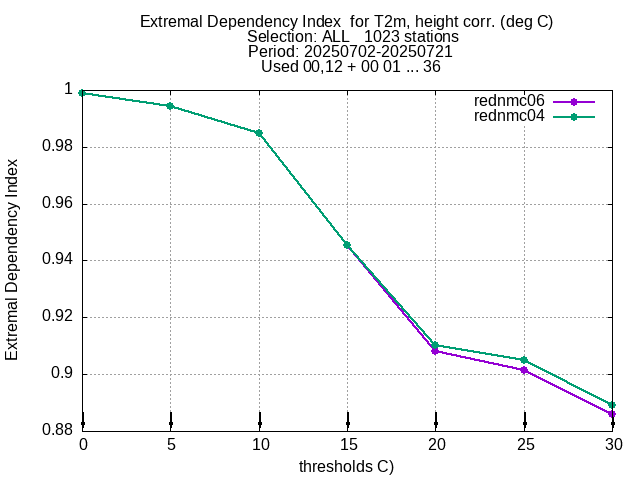 Extremal Dependency Index  for T2m, height corr. (deg C)
Selection: ALL   1023 stations
Period: 20250702-20250721
Used 00,12 + 00 01 ... 36
rednmc06
rednmc04
1
0.98
0.96
0.94
0.92
0.9
0.88
Extremal Dependency Index
0 5 10 15 20 25 30
thresholds C)